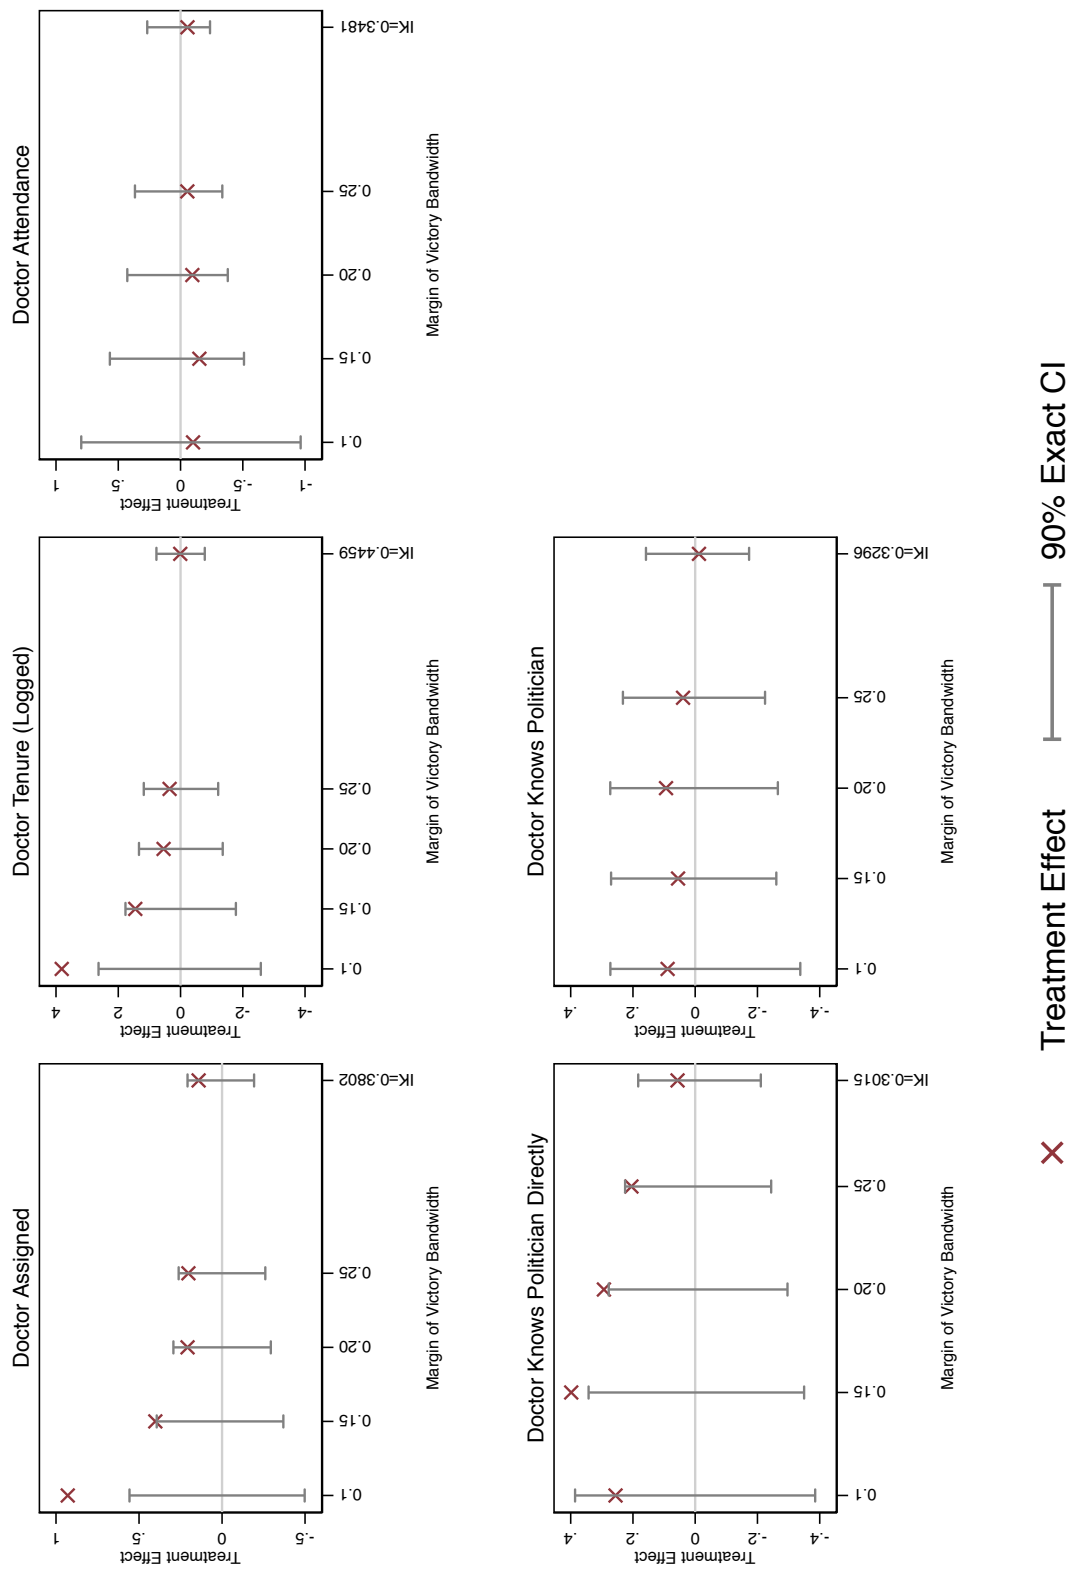 Doctor Assigned
Treatment Effect
1
.5
0
-.5
0.1
0.15
0.20
0.25
IK=0.3802
Margin of Victory Bandwidth
Doctor Tenure (Logged)
Treatment Effect
4
2
0
-2
-4
0.1
0.15
0.20
0.25
IK=0.4459
Margin of Victory Bandwidth
Doctor Attendance
Treatment Effect
1
.5
0
-.5
-1
0.1
0.15
0.20
0.25
IK=0.3481
Margin of Victory Bandwidth
Doctor Knows Politician Directly
Treatment Effect
.4
.2
0
-.2
-.4
0.1
0.15
0.20
0.25
IK=0.3015
Margin of Victory Bandwidth
Doctor Knows Politician
Treatment Effect
.4
.2
0
-.2
-.4
0.1
0.15
0.20
0.25
IK=0.3296
Margin of Victory Bandwidth
Treatment Effect
90% Exact CI